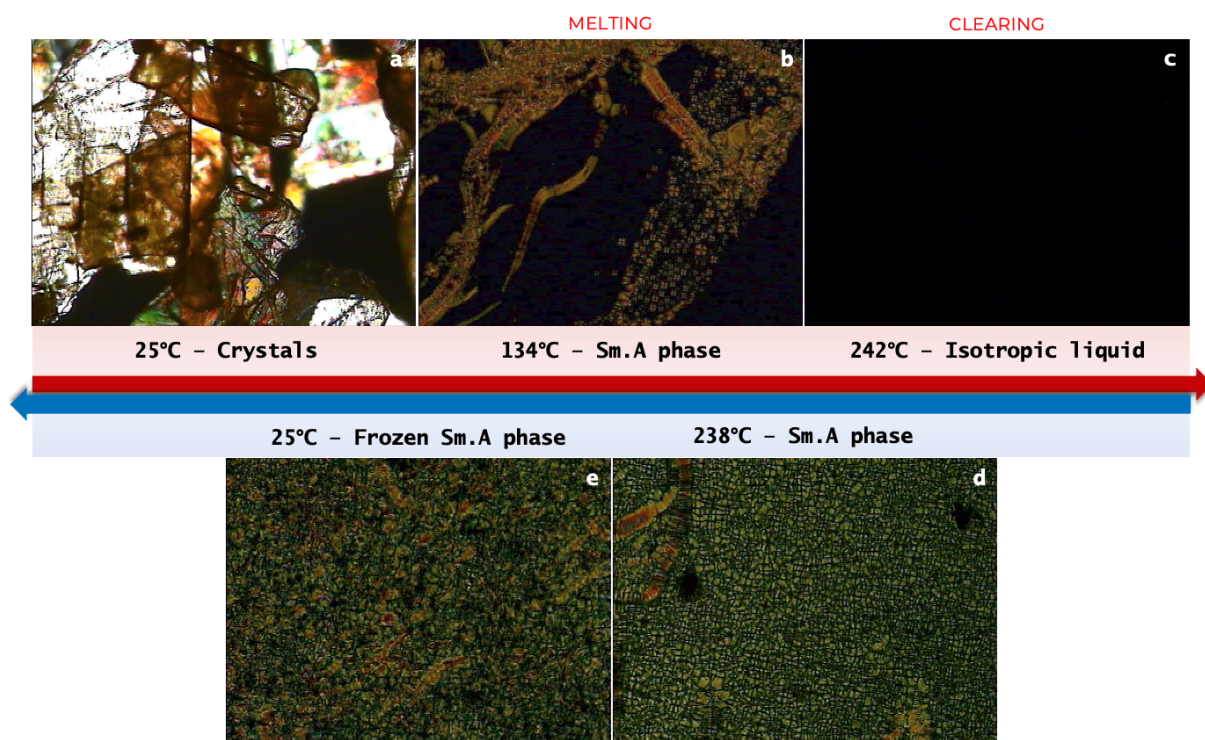 MELTING
CLEARING
a
b
c
25°C – Crystals
134°C – Sm.A phase
242°C – Isotropic liquid
25°C – Frozen Sm.A phase
238°C – Sm.A phase
e
d